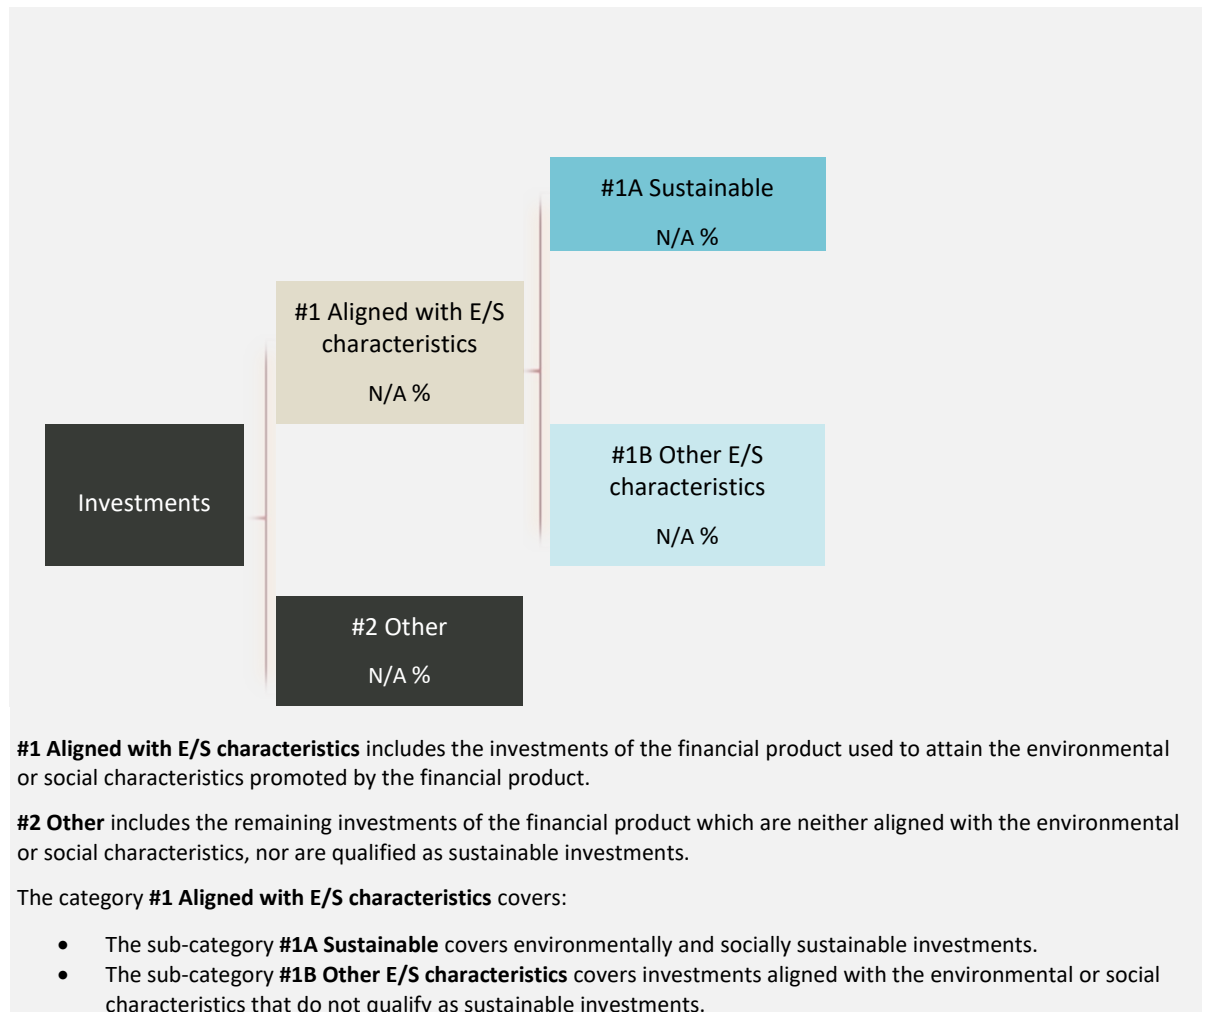 #1A Sustainable
N/A %
#1 Aligned with E/S
characteristics
N/A %
#1B Other E/S
characteristics
N/A %
Investments
#2 Other
N/A %
#1 Aligned with E/S characteristics includes the investments of the financial product used to attain the environmental
or social characteristics promoted by the financial product.
#2 Other includes the remaining investments of the financial product which are neither aligned with the environmental
or social characteristics, nor are qualified as sustainable investments.
The category #1 Aligned with E/S characteristics covers:
• The sub-category #1A Sustainable covers environmentally and socially sustainable investments.
• The sub-category #1B Other E/S characteristics covers investments aligned with the environmental or social
characteristics that do not qualify as sustainable investments.